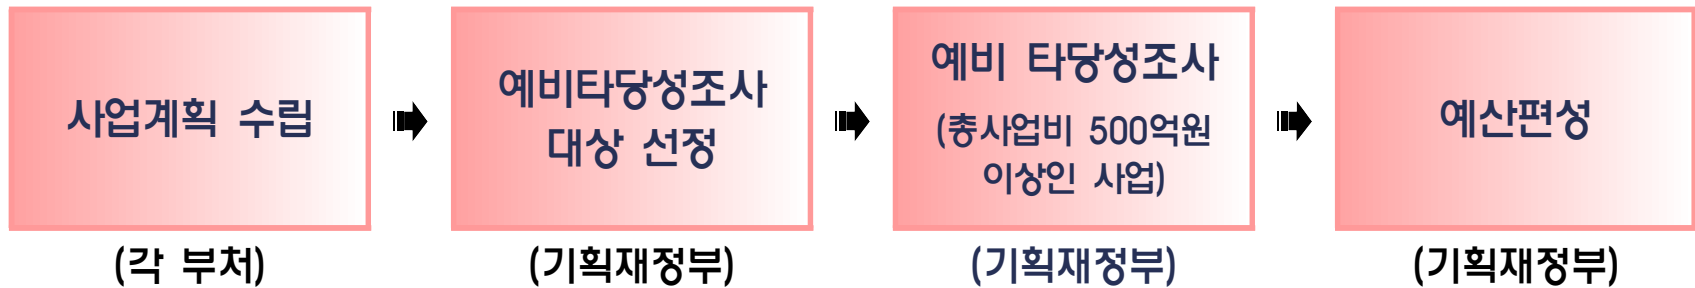 사업계획 수립
(각 부처)
예비타당성조사
대상 선정
(기획재정부)
예비 타당성조사
(총사업비 500억원
이상인 사업)
(기획재정부)
예산편성
(기획재정부)